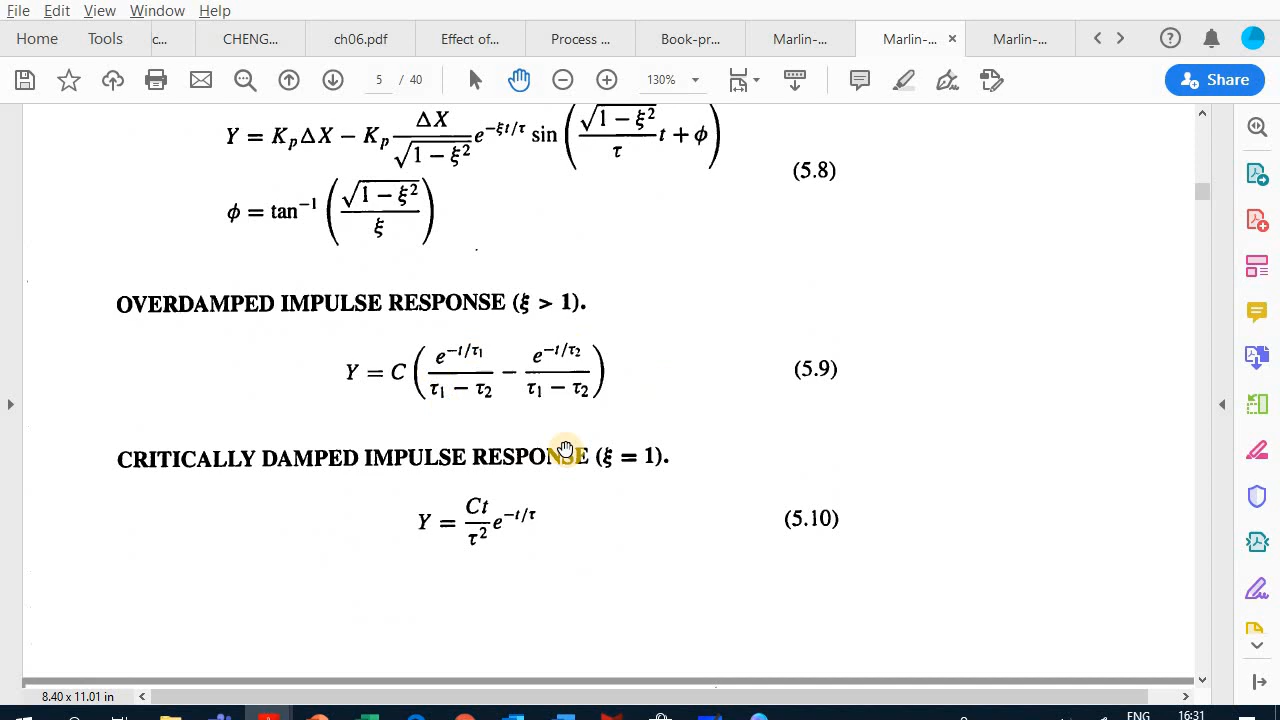 File Edit View Window Help
Home Tools c... CHENG... ch06.pdf Effect of... Process ... Book-pr... Marlin-... Marlin-... × Marlin-...
5 / 40 130% Share
Y = K_pΔX − K_p ΔX/√(1 − ξ²) e^(−ξt/τ) sin (√(1 − ξ²)/τ t + ϕ)
(5.8)
ϕ = tan⁻¹ (√(1 − ξ²)/ξ)
OVERDAMPED IMPULSE RESPONSE (ξ > 1).
Y = C (e^(−t/τ₁)/(τ₁ − τ₂) − e^(−t/τ₂)/(τ₁ − τ₂)) (5.9)
CRITICALLY DAMPED IMPULSE RESPONSE (ξ = 1).
Y = Ct/τ² e^(−t/τ) (5.10)
8.40 x 11.01 in
ENG 16:31